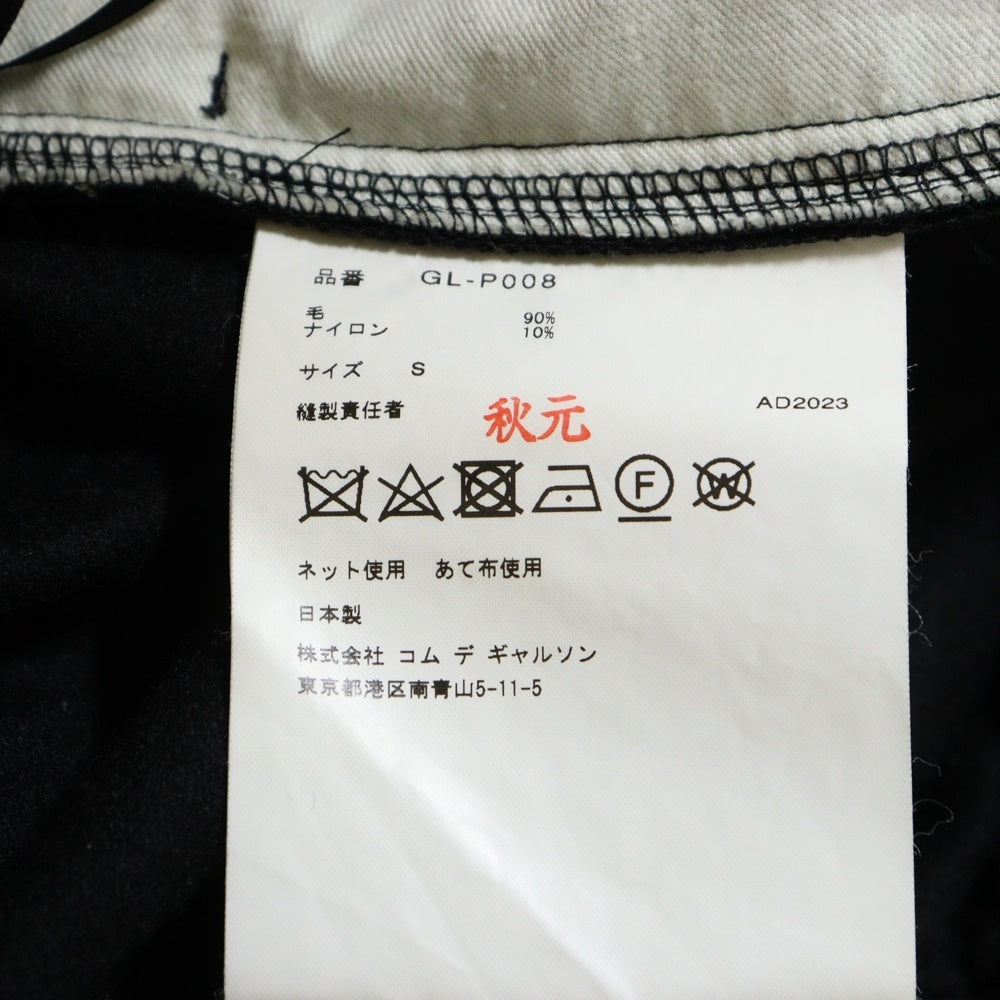 品番 GL-P008
毛 90%
ナイロン 10%
サイズ S
縫製責任者 秋元 AD2023
F W
ネット使用 あて布使用
日本製
株式会社 コム デ ギャルソン
東京都港区南青山5-11-5